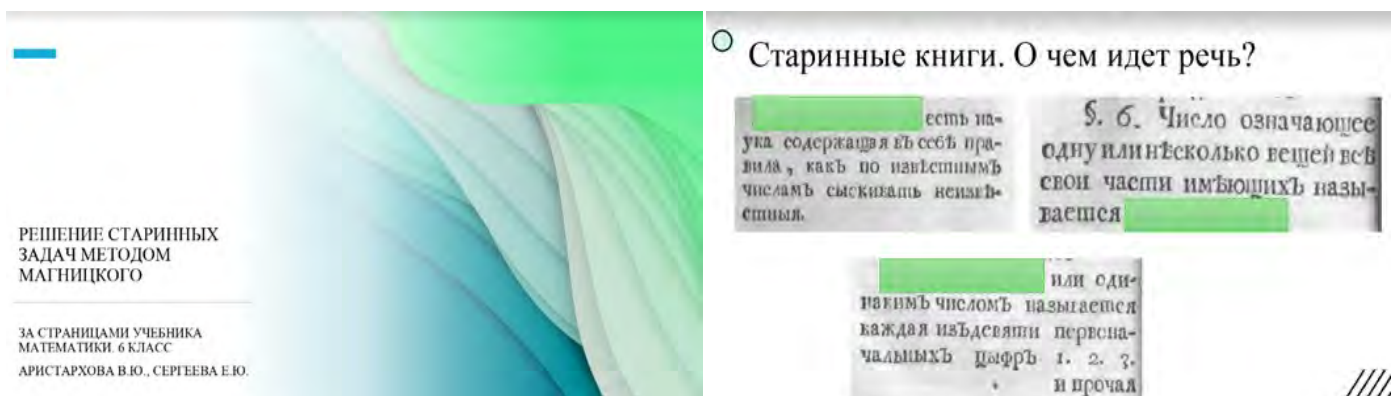 РЕШЕНИЕ СТАРИННЫХ
ЗАДАЧ МЕТОДОМ
МАГНИЦКОГО
ЗА СТРАНИЦАМИ УЧЕБНИКА
МАТЕМАТИКИ. 6 КЛАСС
АРИСТАРХОВА В.Ю., СЕРГЕЕВА Е.Ю.
Старинные книги. О чем идет речь?
есть на-
ука содержащая въ себѣ пра-
вила, какъ по извѣстнымъ
числамъ сыскивать неизвѣ-
стныя.
§. 6. Число означающее
одну или нѣсколько вещей всѣ
свои части имѣющихъ назы-
вается
или оди-
накимъ числомъ называется
каждая изъ девяти первона-
чальныхъ цыфръ 1. 2. 3.
и прочая